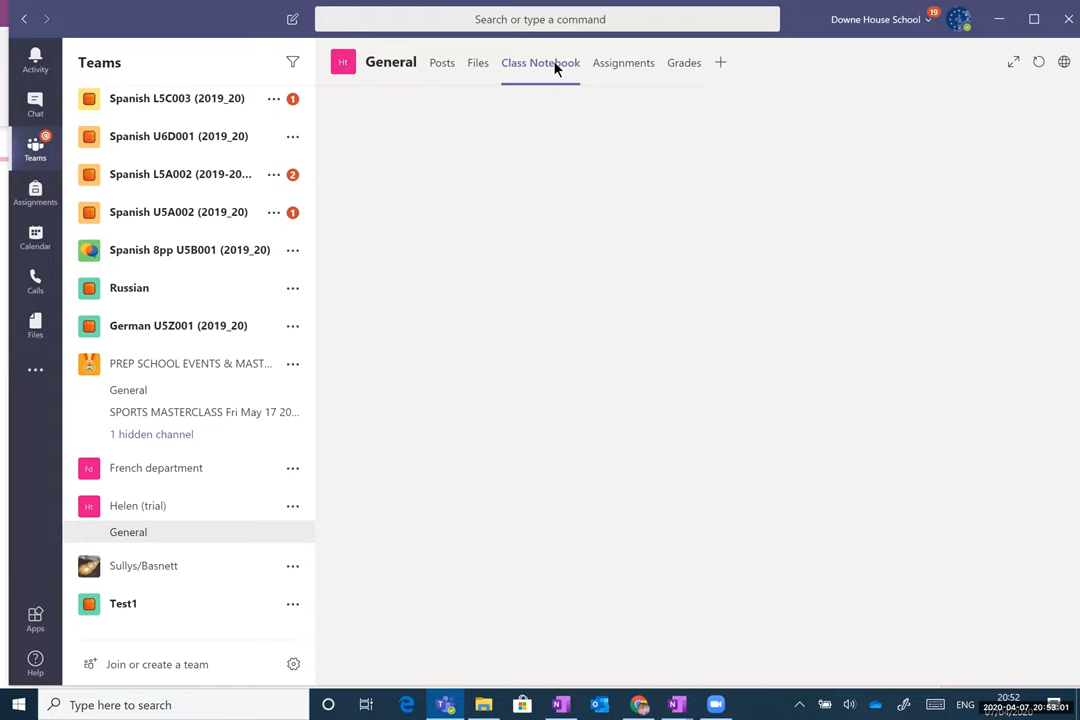 Search or type a command
Downe House School
19
Activity
Chat
Teams
Assignments
Calendar
Calls
Files
Apps
Help
Teams
Spanish L5C003 (2019_20)
1
Spanish U6D001 (2019_20)
Spanish L5A002 (2019-20...
2
Spanish U5A002 (2019_20)
1
Spanish 8pp U5B001 (2019_20)
Russian
German U5Z001 (2019_20)
PREP SCHOOL EVENTS & MAST...
General
SPORTS MASTERCLASS Fri May 17 20...
1 hidden channel
Fd
French department
Ht
Helen (trial)
General
Sullys/Basnett
Test1
Join or create a team
Ht
General
Posts
Files
Class Notebook
Assignments
Grades
Type here to search
ENG
20:52
2020-04-07 20:53:01